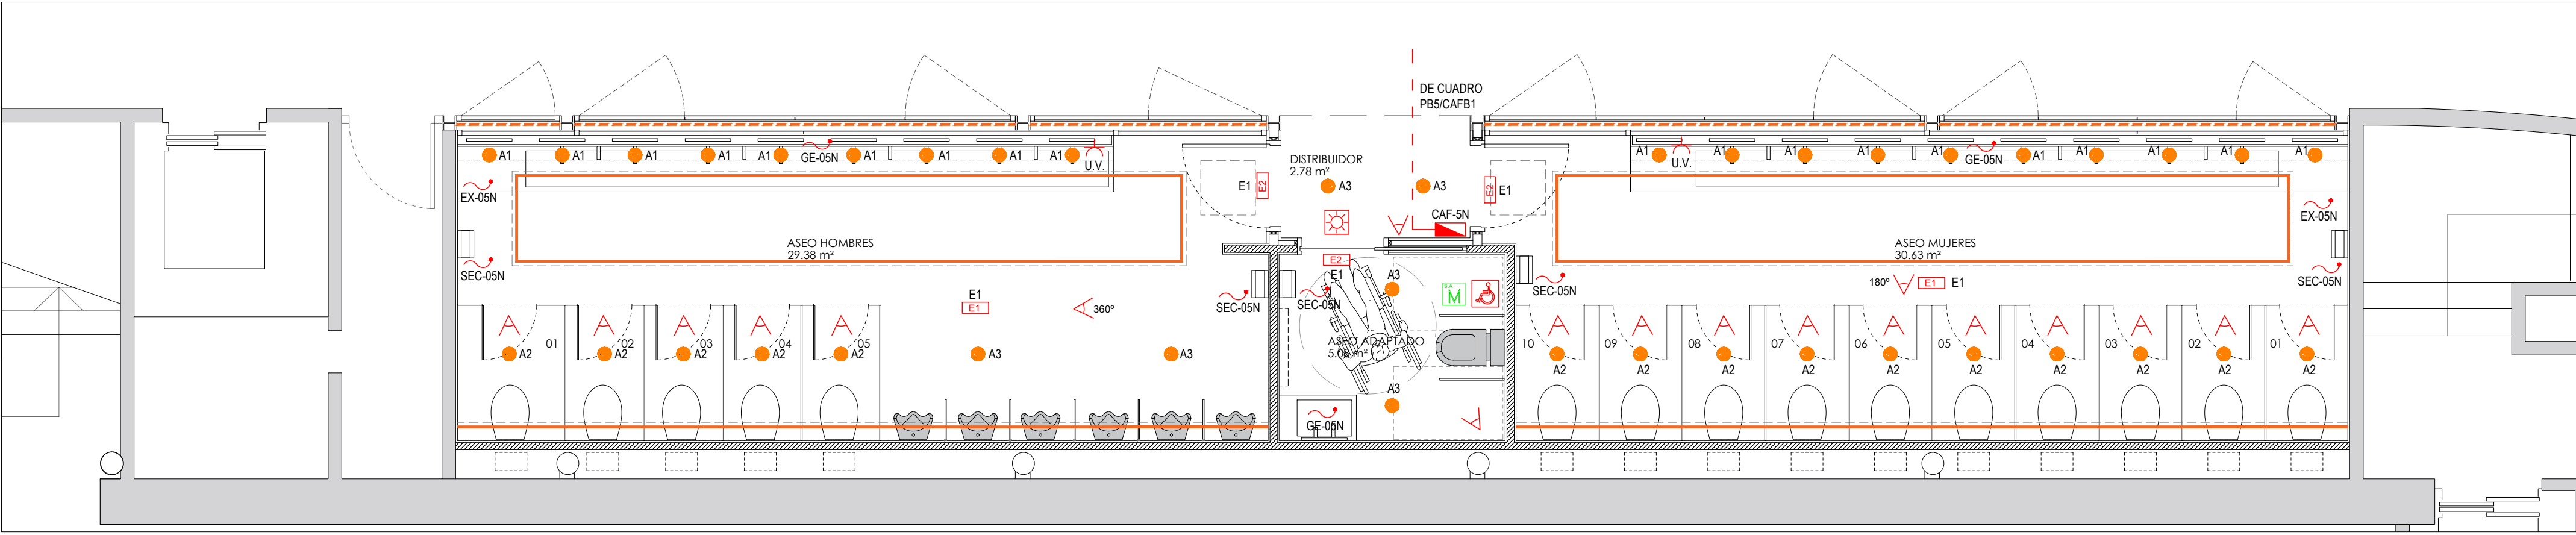 DE CUADRO
PB5/CAFB1
A1
A1
A1
A1
A1
GE-05N
A1
A1
A1
A1
U.V.
DISTRIBUIDOR
2.78 m²
A3
A3
E1
E2
E2
E1
CAF-5N
A1
U.V.
A1
A1
A1
A1
GE-05N
A1
A1
A1
A1
A1
EX-05N
EX-05N
ASEO HOMBRES
29.38 m²
ASEO MUJERES
30.63 m²
SEC-05N
SEC-05N
E1
E1
360º
SEC-05N
E2
E1
A3
SEC-05N
S.A.
M
SEC-05N
180º
E1
E1
01
02
03
04
05
A2
A2
A2
A2
A2
A3
A3
ASEO ADAPTADO
5.08 m²
A3
GE-05N
10
09
08
07
06
05
04
03
02
01
A2
A2
A2
A2
A2
A2
A2
A2
A2
A2